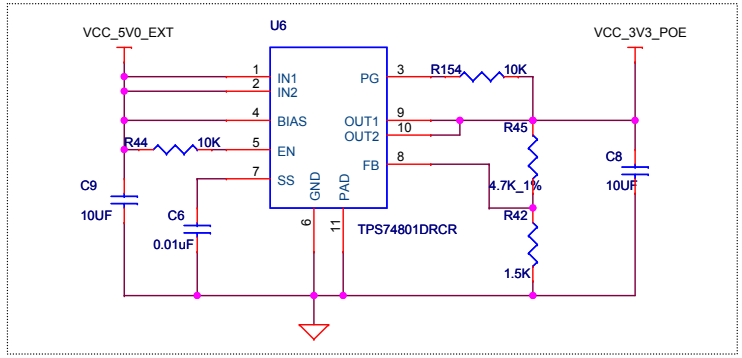 U6
VCC_5V0_EXT
VCC_3V3_POE
1 IN1
2 IN2
4 BIAS
5 EN
7 SS
PG 3
OUT1 9
OUT2 10
FB 8
GND 6
PAD 11
TPS74801DRCR
R154 10K
R44 10K
R45
4.7K_1%
R42
1.5K
C9
10UF
C6
0.01uF
C8
10UF